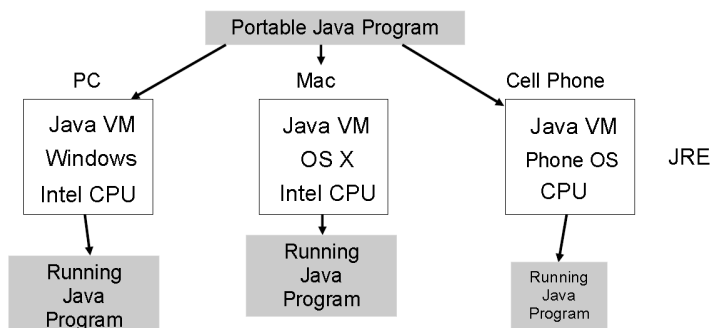 Portable Java Program
PC
Mac
Cell Phone
Java VM
Windows
Intel CPU
Java VM
OS X
Intel CPU
Java VM
Phone OS
CPU
JRE
Running
Java
Program
Running
Java
Program
Running
Java
Program